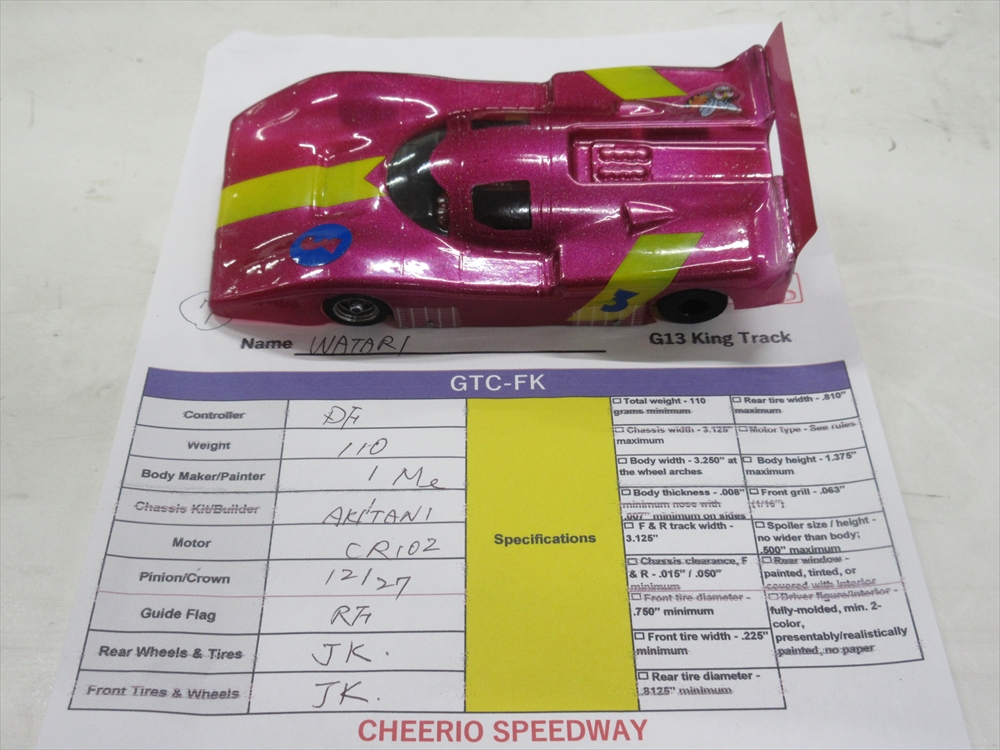 3
3
7
Name WATARI
G13 King Track
GTC-FK
Controller
Weight 110
Body Maker/Painter 1 Me
Chassis Kit/Builder AKITANI
Motor CR102
Pinion/Crown 12/27
Guide Flag
Rear Wheels & Tires JK.
Front Tires & Wheels JK.
Specifications
☐ Total weight - 110
grams minimum
☐ Rear tire width - .810"
maximum
☐ Chassis width - 3.125"
maximum
☐ Motor type - See rules
☐ Body width - 3.250" at
the wheel arches
☐ Body height - 1.375"
maximum
☐ Body thickness - .008"
minimum nose with
.007" minimum on sides
☐ Front grill - .063"
(1/16")
☐ F & R track width -
3.125"
☐ Spoiler size / height -
no wider than body;
.500" maximum
☐ Chassis clearance, F
& R - .015" / .050"
minimum
☐ Rear window -
painted, tinted, or
covered with interior
☐ Front tire diameter -
.750" minimum
☐ Driver figure/interior -
fully-molded, min. 2-
color,
presentably/realistically
painted, no paper
☐ Front tire width - .225"
minimum
☐ Rear tire diameter -
.8125" minimum
CHEERIO SPEEDWAY